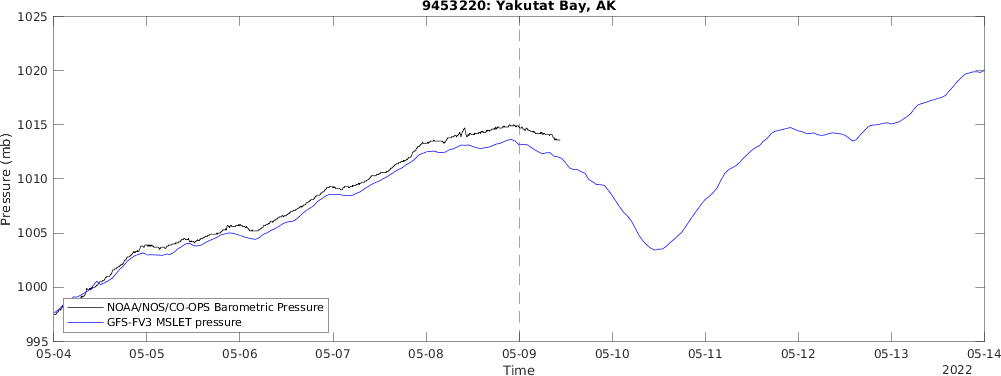 9453220: Yakutat Bay, AK
Pressure (mb)
1025
1020
1015
1010
1005
1000
995
NOAA/NOS/CO-OPS Barometric Pressure
GFS-FV3 MSLET pressure
05-04 05-05 05-06 05-07 05-08 05-09 05-10 05-11 05-12 05-13 05-14
Time
2022